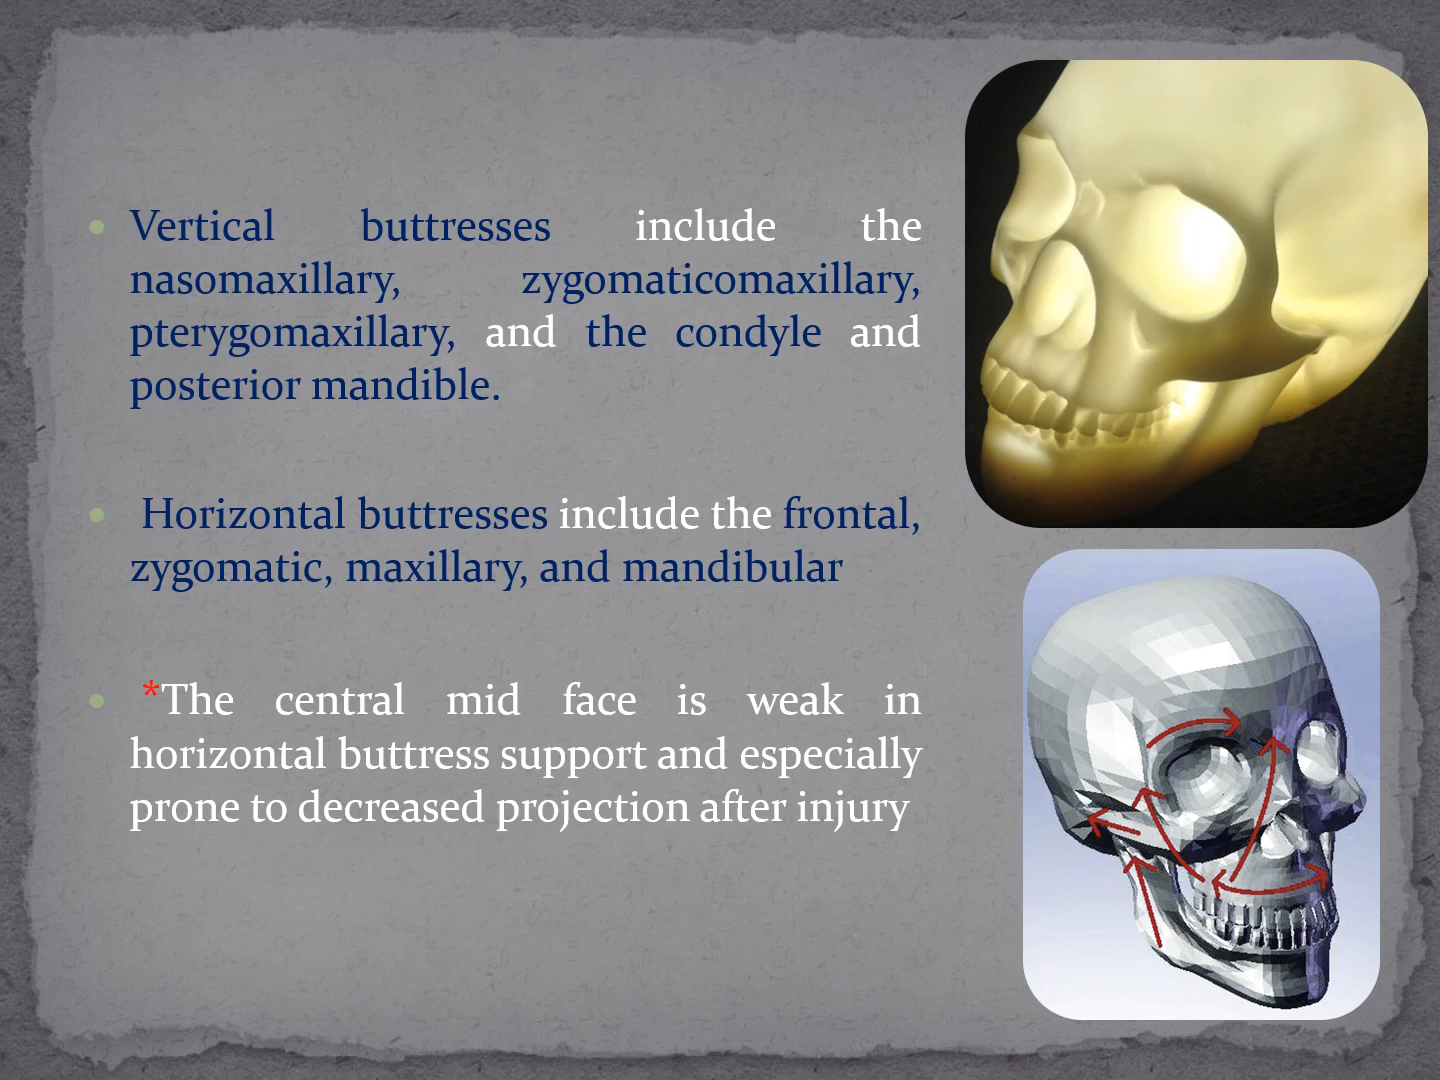 Vertical buttresses include the
nasomaxillary, zygomaticomaxillary,
pterygomaxillary, and the condyle and
posterior mandible.
Horizontal buttresses include the frontal,
zygomatic, maxillary, and mandibular
*The central mid face is weak in
horizontal buttress support and especially
prone to decreased projection after injury